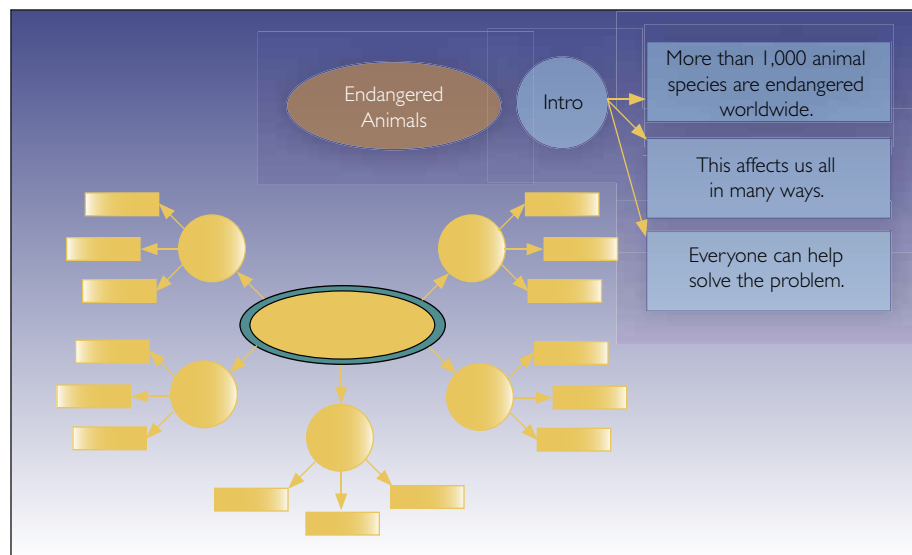 Endangered
Animals
Intro
More than 1,000 animal
species are endangered
worldwide.
This affects us all
in many ways.
Everyone can help
solve the problem.